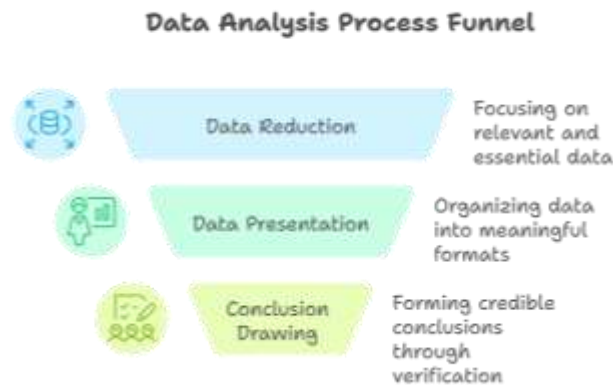 Data Analysis Process Funnel
Data Reduction
Focusing on
relevant and
essential data
Data Presentation
Organizing data
into meaningful
formats
Conclusion
Drawing
Forming credible
conclusions
through
verification